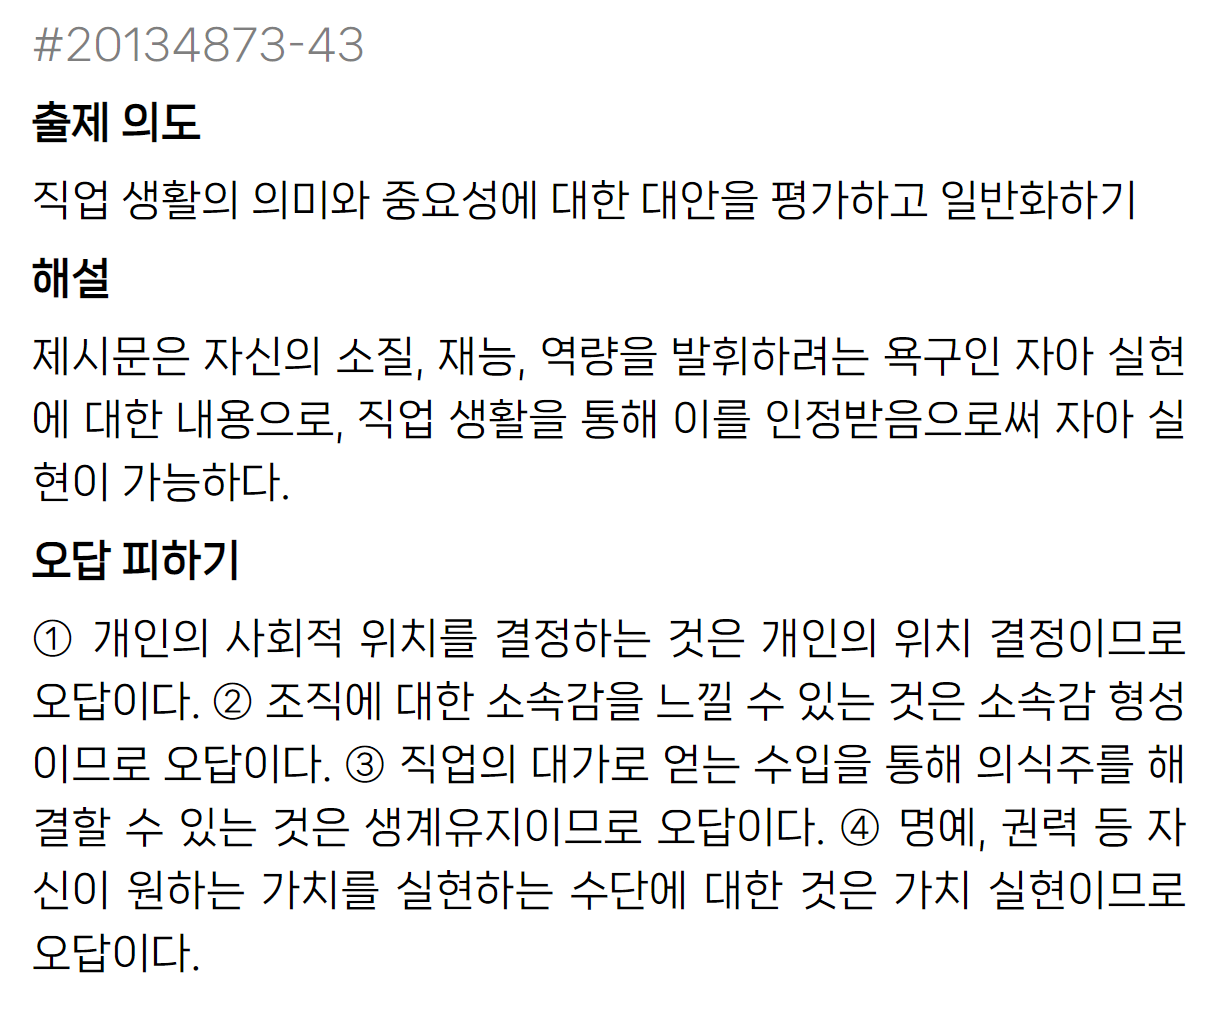 #20134873-43
출제 의도
직업 생활의 의미와 중요성에 대한 대안을 평가하고 일반화하기
해설
제시문은 자신의 소질, 재능, 역량을 발휘하려는 욕구인 자아 실현
에 대한 내용으로, 직업 생활을 통해 이를 인정받음으로써 자아 실
현이 가능하다.
오답 피하기
① 개인의 사회적 위치를 결정하는 것은 개인의 위치 결정이므로
오답이다. ② 조직에 대한 소속감을 느낄 수 있는 것은 소속감 형성
이므로 오답이다. ③ 직업의 대가로 얻는 수입을 통해 의식주를 해
결할 수 있는 것은 생계유지이므로 오답이다. ④ 명예, 권력 등 자
신이 원하는 가치를 실현하는 수단에 대한 것은 가치 실현이므로
오답이다.